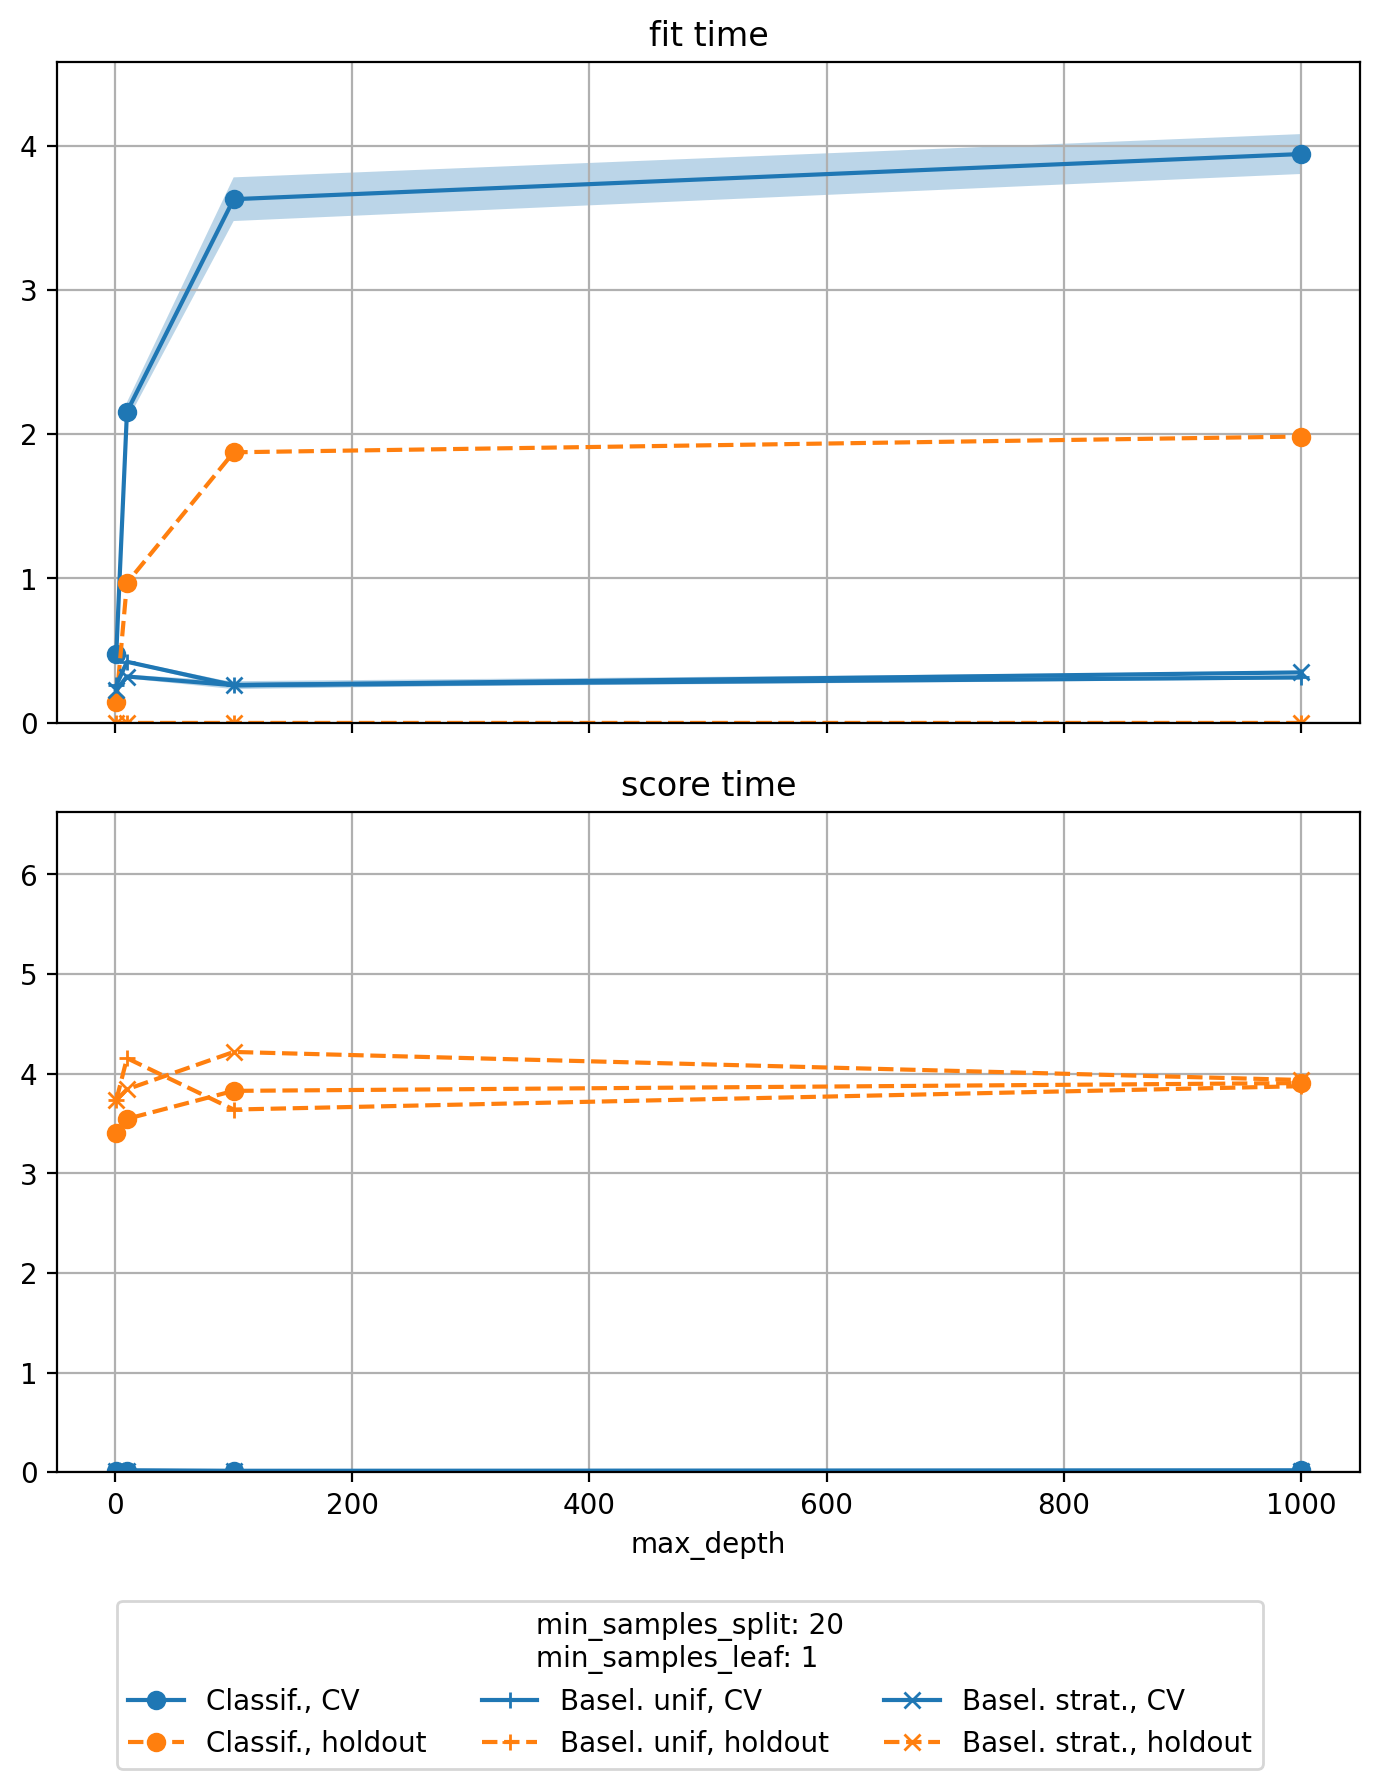 fit time
4
3
2
1
0
score time
6
5
4
3
2
1
0
0 200 400 600 800 1000
max_depth
min_samples_split: 20
min_samples_leaf: 1
Classif., CV Basel. unif, CV Basel. strat., CV
Classif., holdout Basel. unif, holdout Basel. strat., holdout